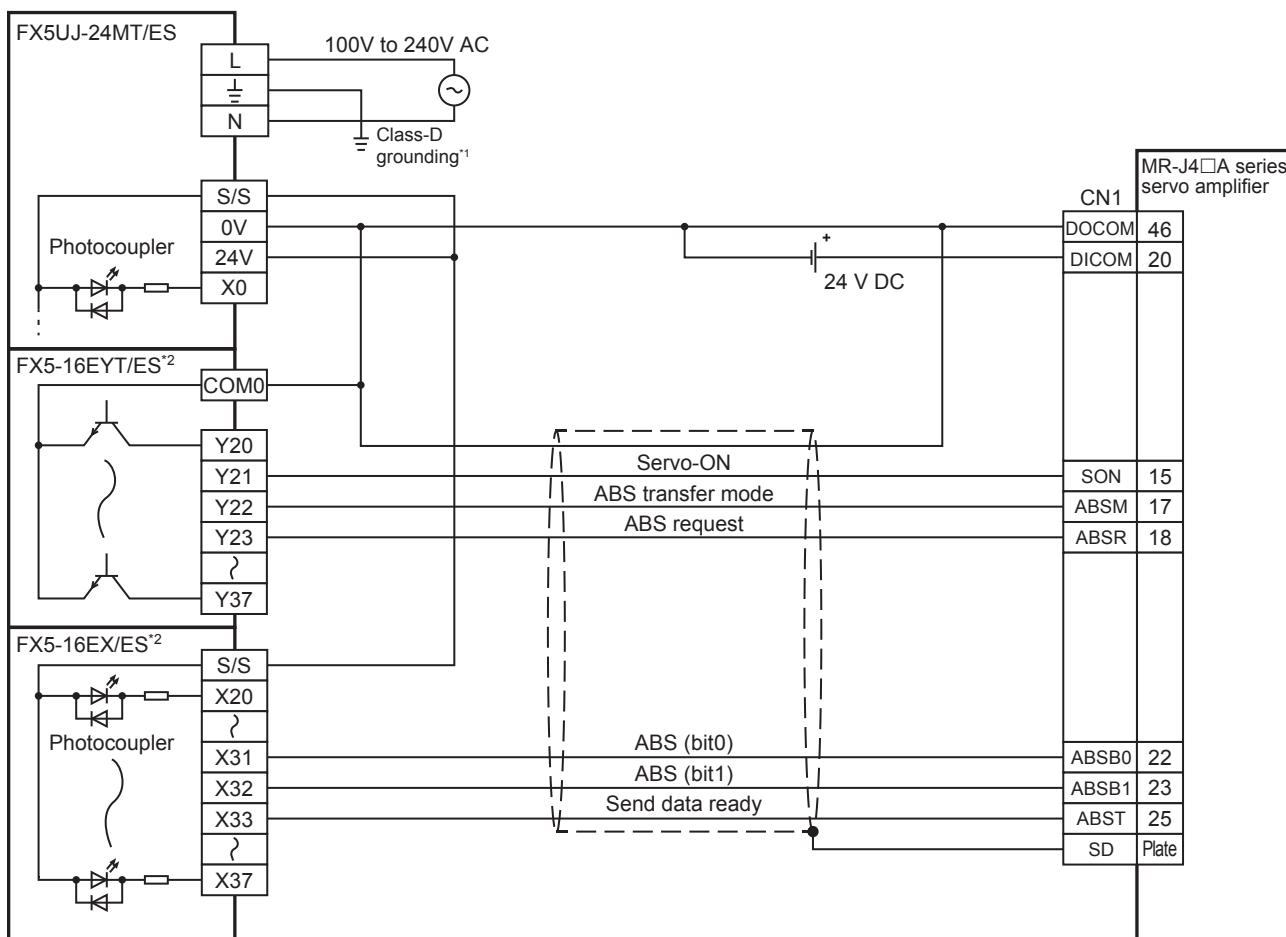 FX5UJ-24MT/ES
L
N
100V to 240V AC
Class-D
grounding*1
S/S
0V
24V
X0
Photocoupler
MR-J4□A series
servo amplifier
CN1
DOCOM 46
DICOM 20
+
24 V DC
FX5-16EYT/ES*2
COM0
Y20
Y21
Y22
Y23
Y37
Servo-ON
ABS transfer mode
ABS request
SON 15
ABSM 17
ABSR 18
FX5-16EX/ES*2
S/S
X20
Photocoupler
X31
X32
X33
X37
ABS (bit0)
ABS (bit1)
Send data ready
ABSB0 22
ABSB1 23
ABST 25
SD Plate